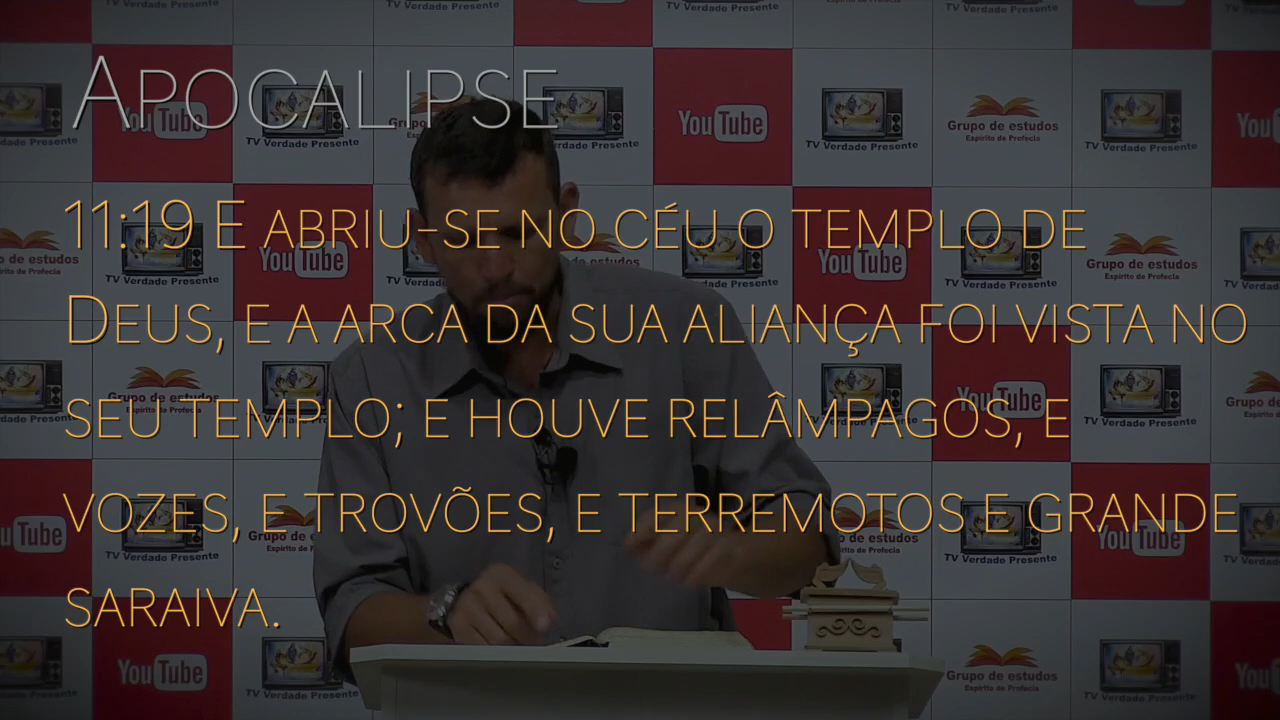 Apocalipse
11:19 E abriu-se no céu o templo de
Deus, e a arca da sua aliança foi vista no
seu templo; e houve relâmpagos, e
vozes, e trovões, e terremotos e grande
saraiva.
YouTube
TV Verdade Presente
Grupo de estudos
Espírito de Profecia